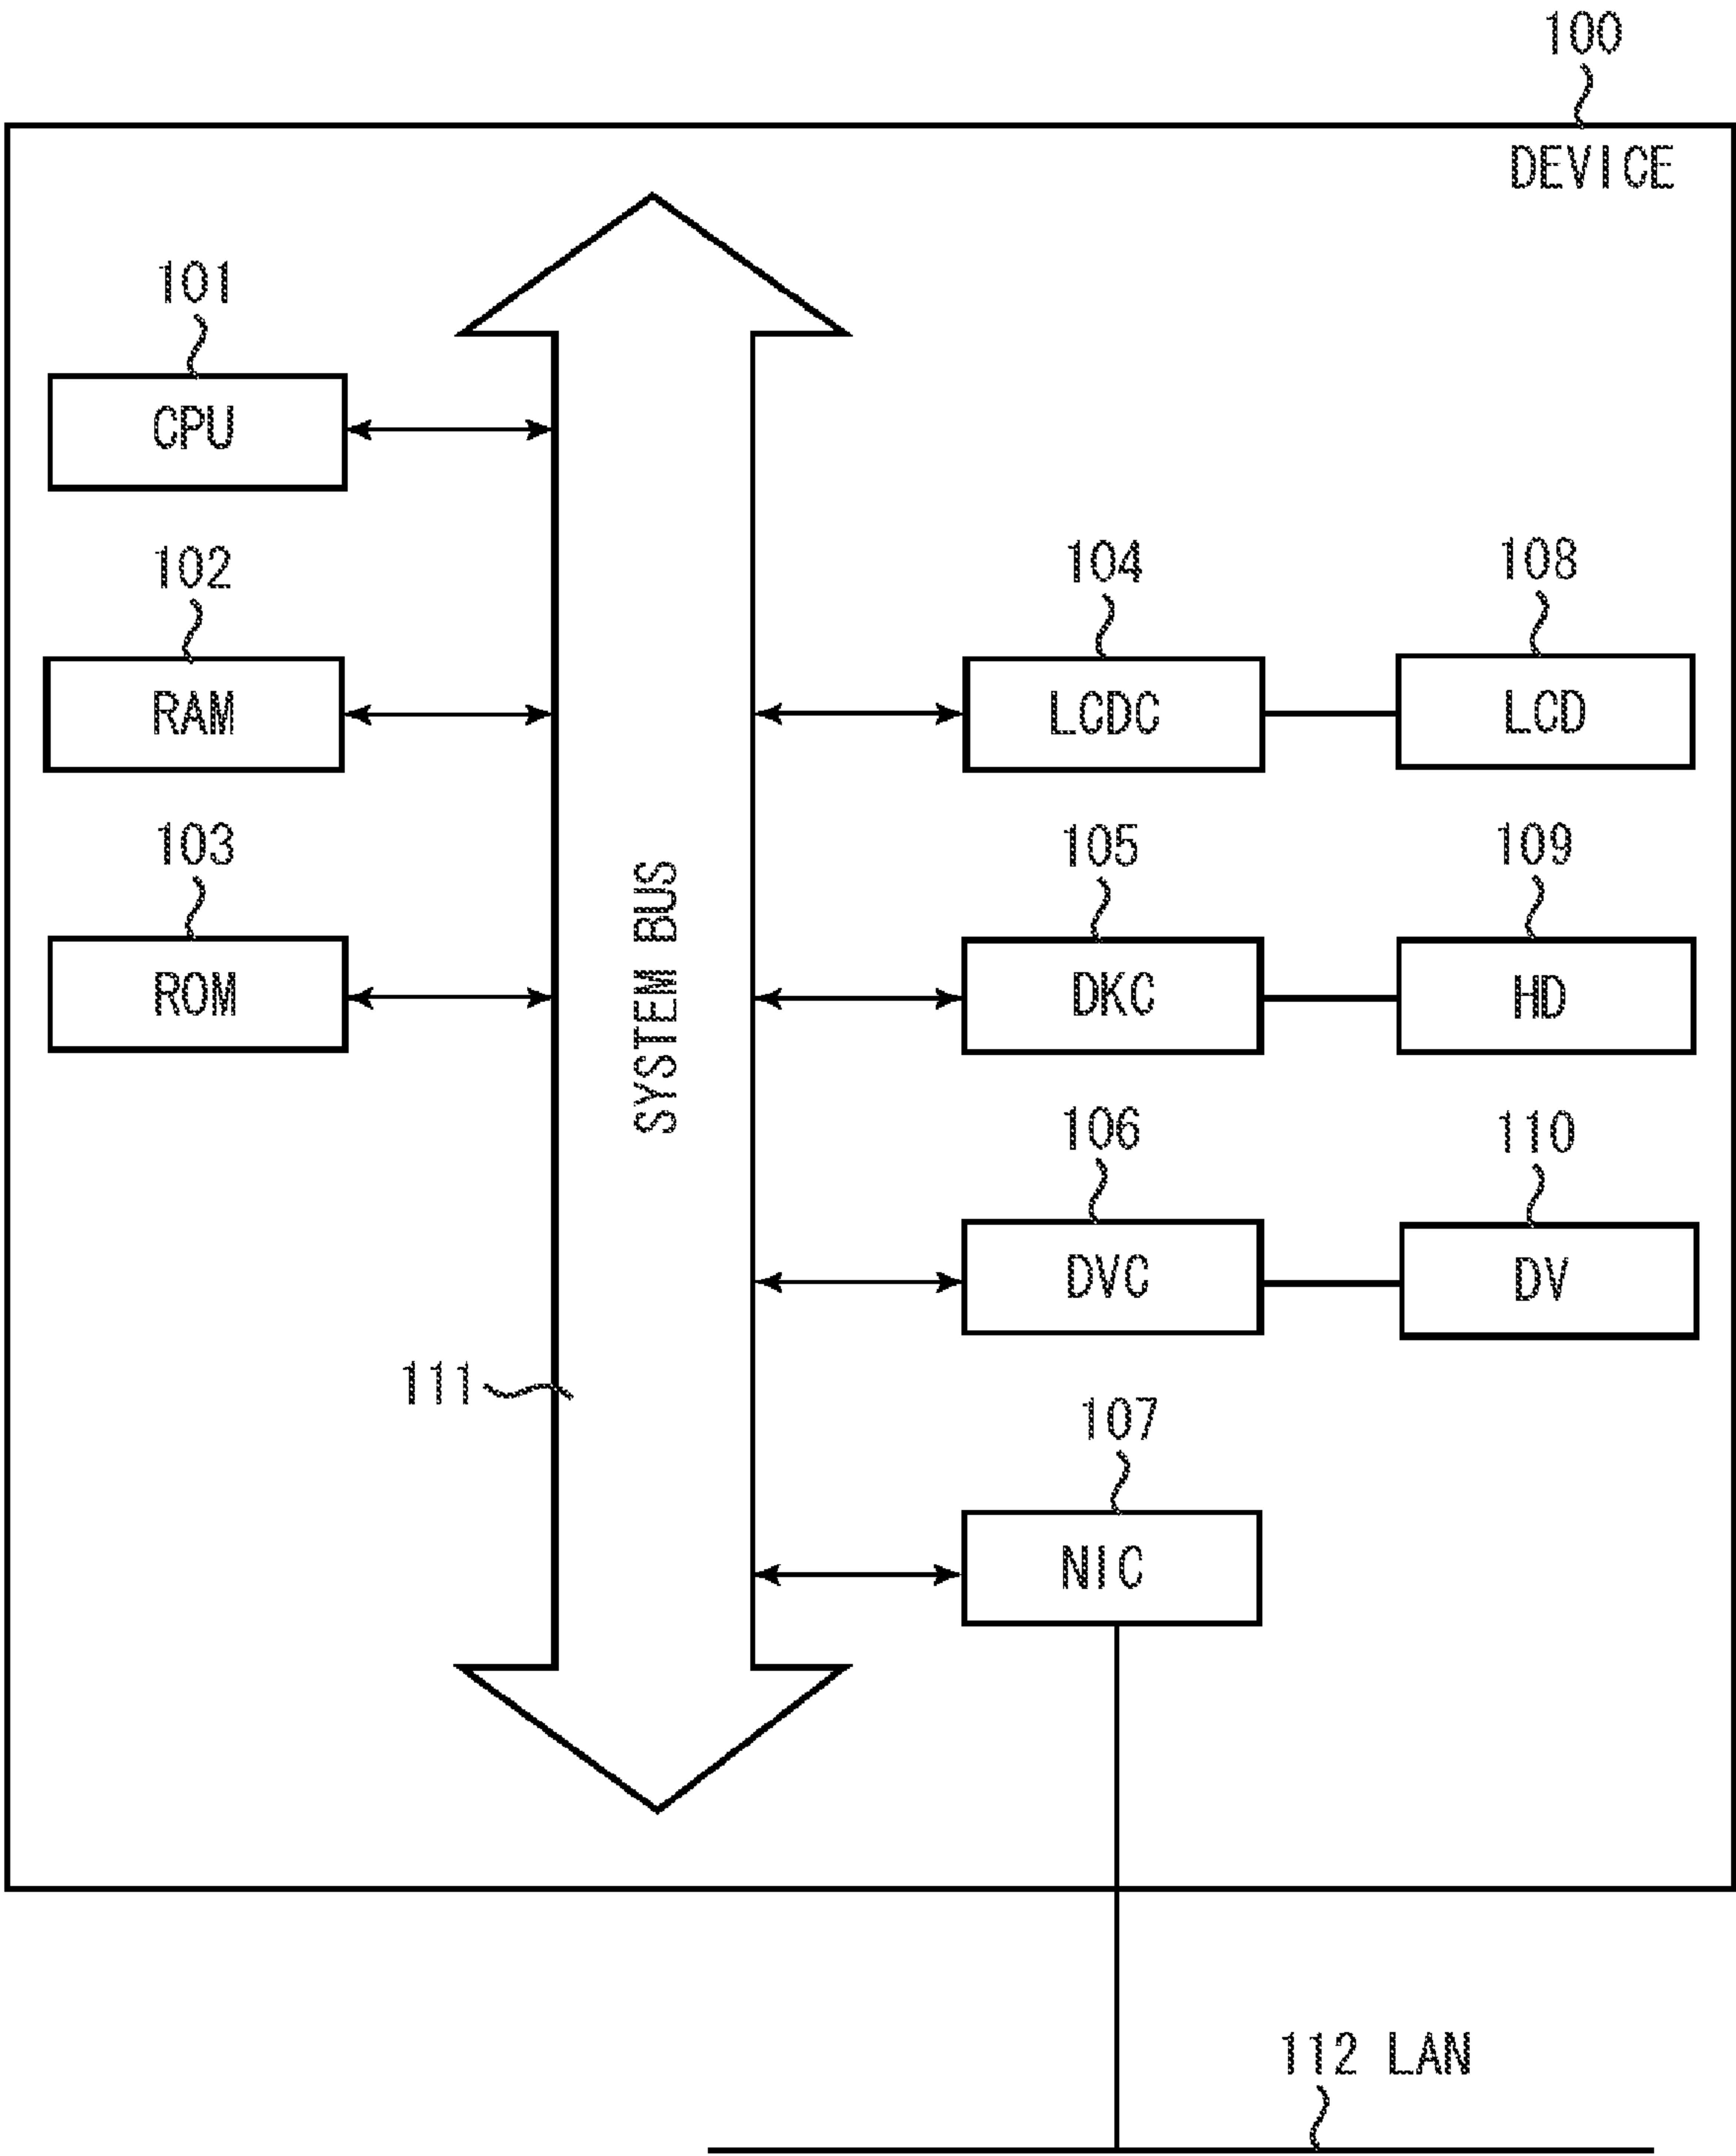 100
DEVICE
101
CPU
102
RAM
103
ROM
SYSTEM BUS
111
104
LCDC
108
LCD
105
DKC
109
HD
106
DVC
110
DV
107
NIC
112 LAN